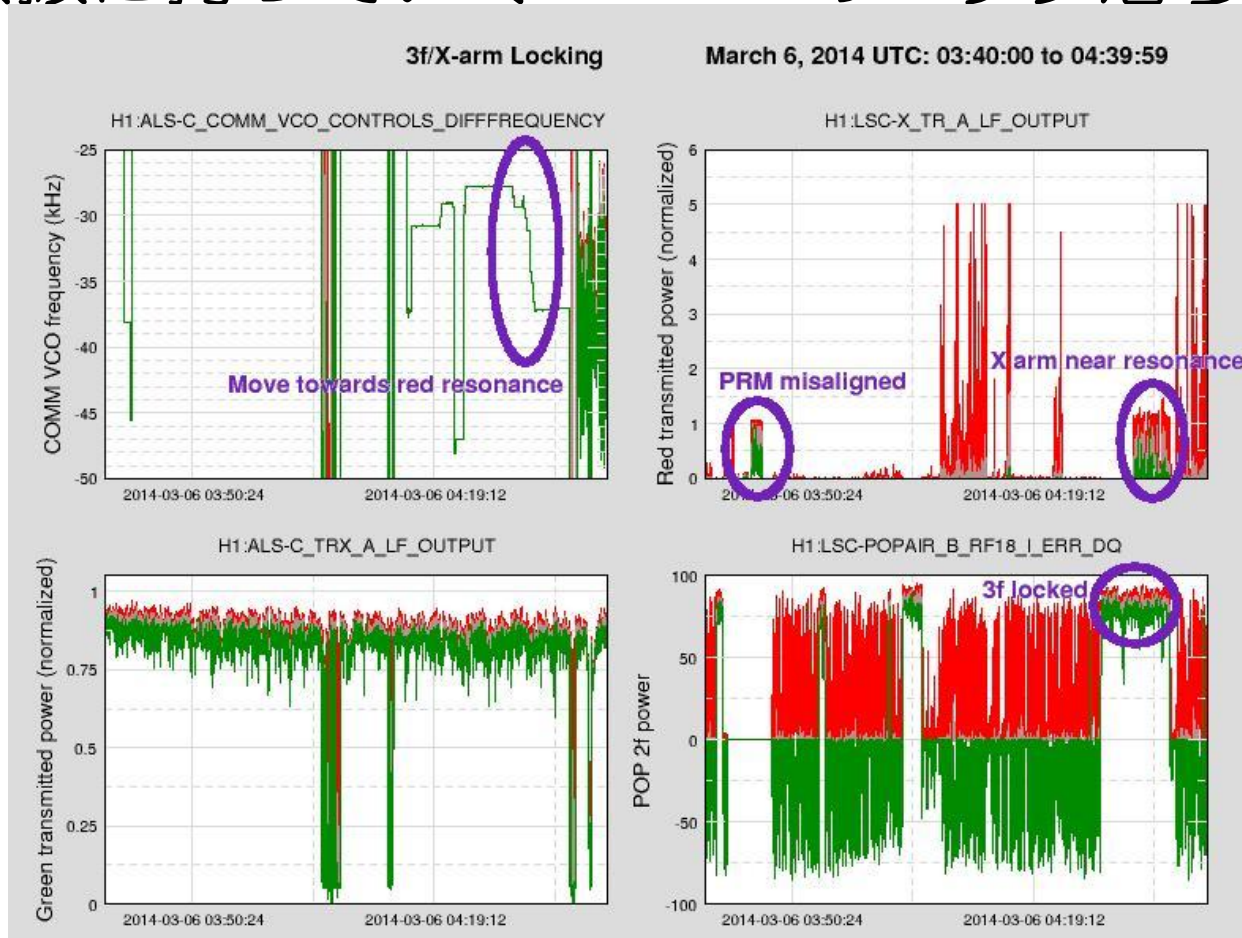 3f/X-arm Locking
March 6, 2014 UTC: 03:40:00 to 04:39:59
H1:ALS-C_COMM_VCO_CONTROLS_DIFFFREQUENCY
COMM VCO frequency (kHz)
-25
-30
-35
-40
-45
-50
Move towards red resonance
2014-03-06 03:50:24
2014-03-06 04:19:12
H1:LSC-X_TR_A_LF_OUTPUT
Red transmitted power (normalized)
6
5
4
3
2
1
0
PRM misaligned
X arm near resonance
2014-03-06 03:50:24
2014-03-06 04:19:12
H1:ALS-C_TRX_A_LF_OUTPUT
Green transmitted power (normalized)
1
0.75
0.5
0.25
0
2014-03-06 03:50:24
2014-03-06 04:19:12
H1:LSC-POPAIR_B_RF18_I_ERR_DQ
POP 2f power
100
50
0
-50
-100
3f locked
2014-03-06 03:50:24
2014-03-06 04:19:12